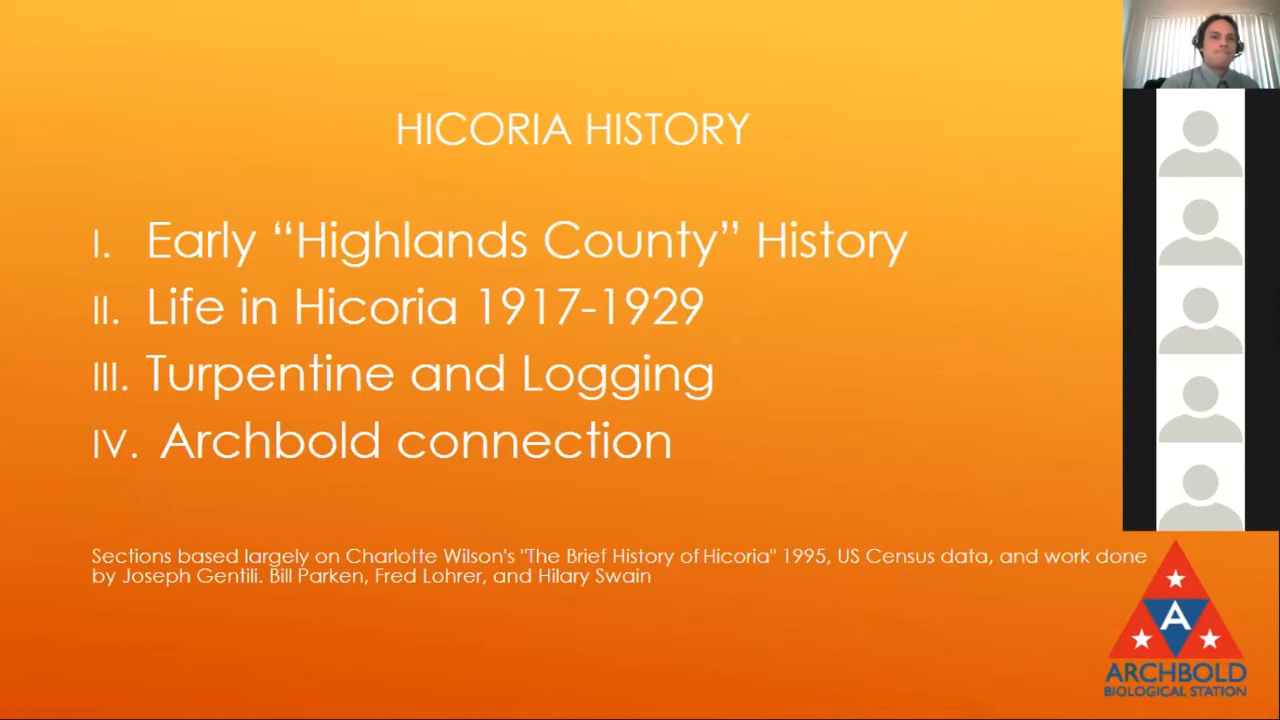 HICORIA HISTORY
I. Early “Highlands County” History
II. Life in Hicoria 1917-1929
III. Turpentine and Logging
IV. Archbold connection
Sections based largely on Charlotte Wilson's "The Brief History of Hicoria" 1995, US Census data, and work done
by Joseph Gentili. Bill Parken, Fred Lohrer, and Hilary Swain
A
ARCHBOLD
BIOLOGICAL STATION